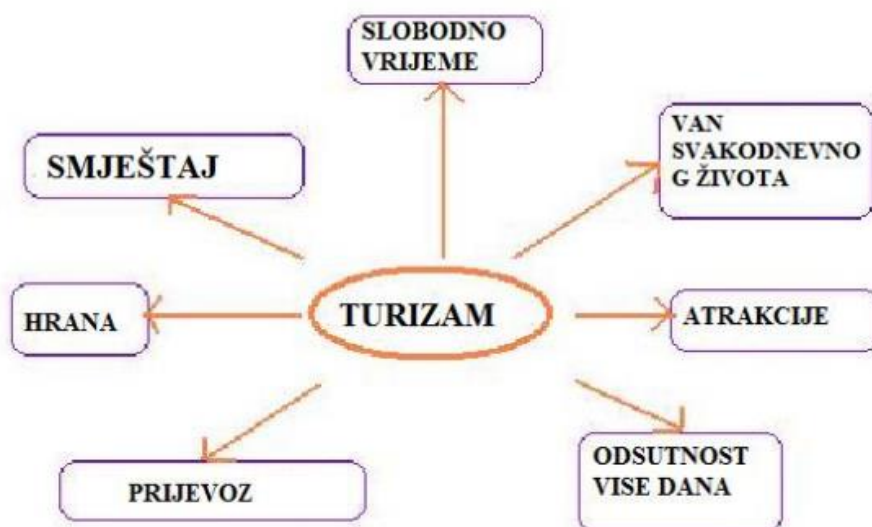 SLOBODNO
VRIJEME
VAN
SVAKODNEVNO
G ŽIVOTA
SMJEŠTAJ
HRANA
TURIZAM
ATRAKCIJE
PRIJEVOZ
ODSUTNOST
VISE DANA